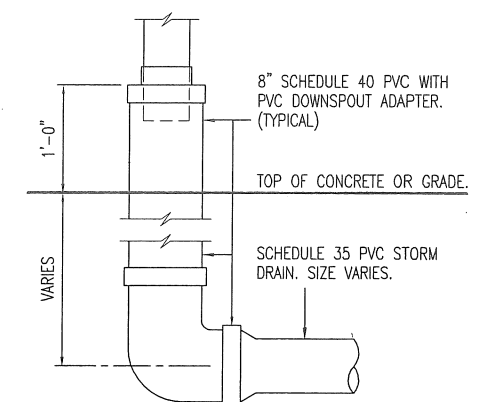 8" SCHEDULE 40 PVC WITH
PVC DOWNSPOUT ADAPTER.
(TYPICAL)
1'-0"
TOP OF CONCRETE OR GRADE.
VARIES
SCHEDULE 35 PVC STORM
DRAIN. SIZE VARIES.